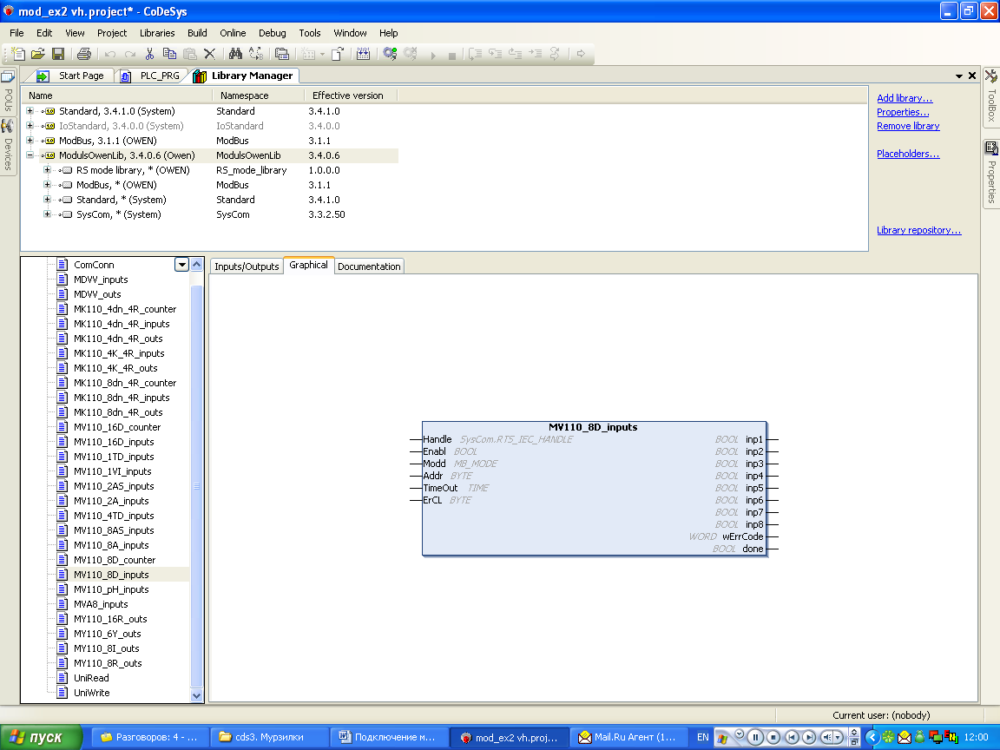 mod_ex2 vh.project* - CoDeSys
File Edit View Project Libraries Build Online Debug Tools Window Help
Start Page PLC_PRG Library Manager
POUs
Devices
ToolBox
Properties
Name Namespace Effective version
Standard, 3.4.1.0 (System) Standard 3.4.1.0
IoStandard, 3.4.0.0 (System) IoStandard 3.4.0.0
ModBus, 3.1.1 (OWEN) ModBus 3.1.1
ModulsOwenLib, 3.4.0.6 (Owen) ModulsOwenLib 3.4.0.6
RS mode library, * (OWEN) RS_mode_library 1.0.0.0
ModBus, * (OWEN) ModBus 3.1.1
Standard, * (System) Standard 3.4.1.0
SysCom, * (System) SysCom 3.3.2.50
Add library...
Properties...
Remove library
Placeholders...
Library repository...
ComConn
MDVV_inputs
MDVV_outs
MK110_4dn_4R_counter
MK110_4dn_4R_inputs
MK110_4dn_4R_outs
MK110_4K_4R_inputs
MK110_4K_4R_outs
MK110_8dn_4R_counter
MK110_8dn_4R_inputs
MK110_8dn_4R_outs
MV110_16D_counter
MV110_16D_inputs
MV110_1TD_inputs
MV110_1VI_inputs
MV110_2AS_inputs
MV110_2A_inputs
MV110_4TD_inputs
MV110_8AS_inputs
MV110_8A_inputs
MV110_8D_counter
MV110_8D_inputs
MV110_pH_inputs
MVA8_inputs
MY110_16R_outs
MY110_6Y_outs
MY110_8I_outs
MY110_8R_outs
UniRead
UniWrite
Inputs/Outputs Graphical Documentation
MV110_8D_inputs
Handle SysCom.RTS_IEC_HANDLE BOOL inp1
Enabl BOOL BOOL inp2
Modd MB_MODE BOOL inp3
Addr BYTE BOOL inp4
TimeOut TIME BOOL inp5
ErCL BYTE BOOL inp6
BOOL inp7
BOOL inp8
WORD wErrCode
BOOL done
Current user: (nobody)
пуск Разговоров: 4 - ... cds3. Мурзилки Подключение м... mod_ex2 vh.proj... Mail.Ru Агент (1... EN 12:00